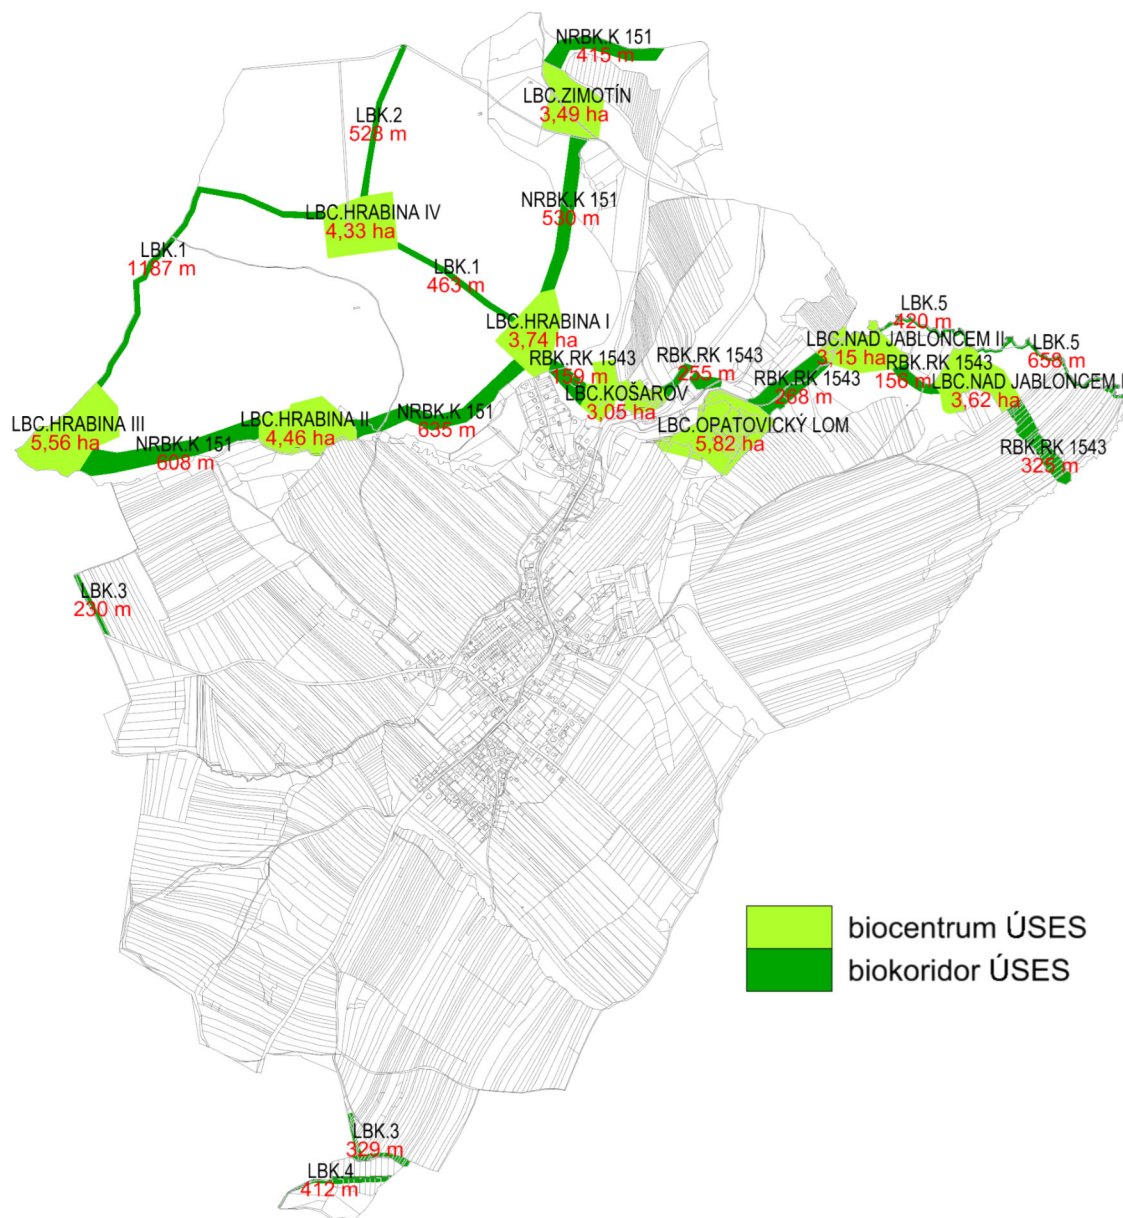 NRBK.K 151
415 m
LBC.ZIMOTÍN
3,49 ha
LBK.2
528 m
NRBK.K 151
530 m
LBC.HRABINA IV
4,33 ha
LBK.1
1187 m
LBK.1
463 m
LBC.HRABINA I
3,74 ha
RBK.RK 1543
159 m
RBK.RK 1543
255 m
LBC.KOŠAROV
3,05 ha
LBK.5
420 m
LBC.NAD JABLONCEM II
3,15 ha
LBK.5
658 m
RBK.RK 1543
156 m
RBK.RK 1543
268 m
LBC.NAD JABLONCEM I
3,62 ha
LBC.HRABINA III
5,56 ha
NRBK.K 151
608 m
LBC.HRABINA II
4,46 ha
NRBK.K 151
635 m
LBC.OPATOVICKÝ LOM
5,82 ha
RBK.RK 1543
325 m
LBK.3
230 m
biocentrum ÚSES
biokoridor ÚSES
LBK.3
329 m
LBK.4
412 m